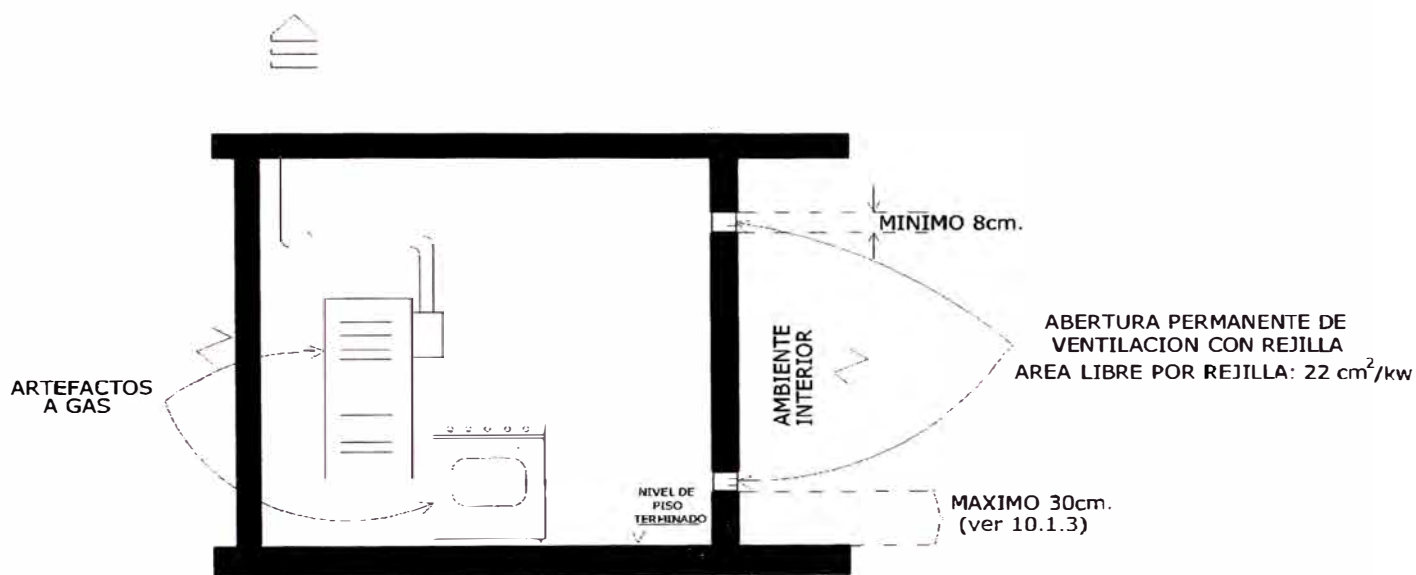 MINIMO 8cm.
ABERTURA PERMANENTE DE
VENTILACION CON REJILLA
AREA LIBRE POR REJILLA: 22 cm²/kw
AMBIENTE
INTERIOR
ARTEFACTOS
A GAS
NIVEL DE
PISO
TERMINADO
MAXIMO 30cm.
(ver 10.1.3)